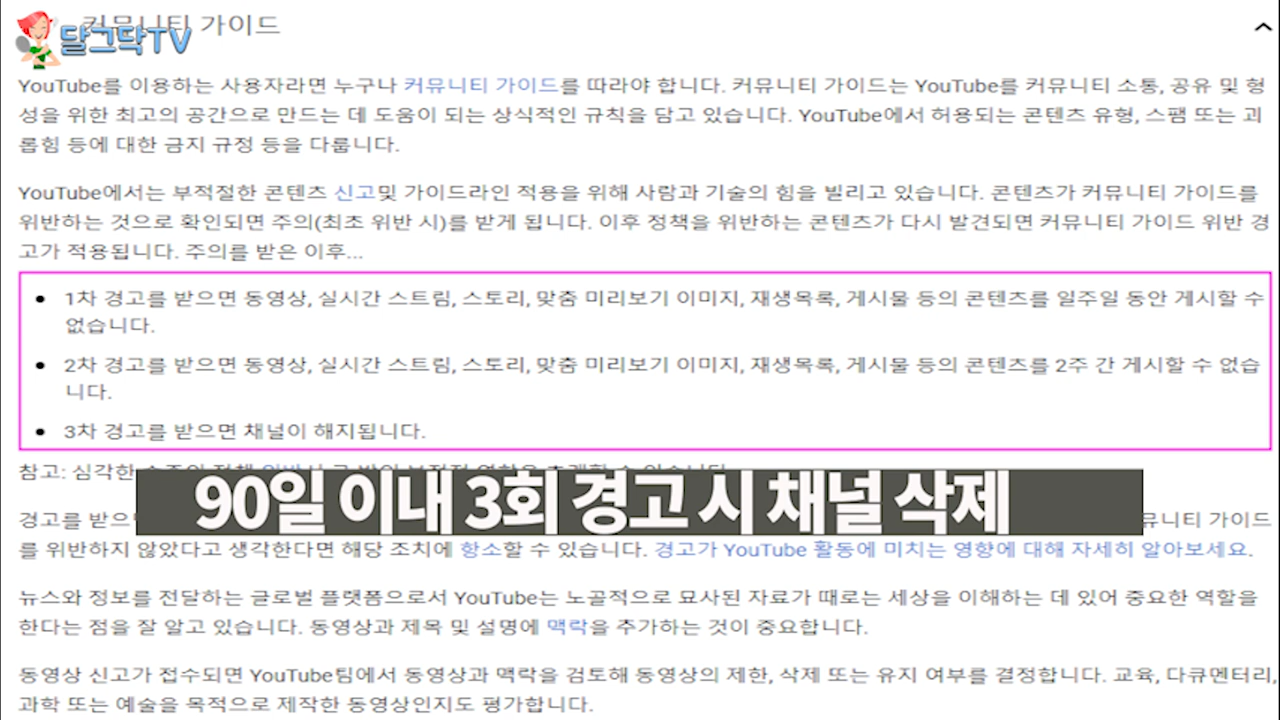 커뮤니티 가이드
달그닥TV
YouTube를 이용하는 사용자라면 누구나 커뮤니티 가이드를 따라야 합니다. 커뮤니티 가이드는 YouTube를 커뮤니티 소통, 공유 및 형
성을 위한 최고의 공간으로 만드는 데 도움이 되는 상식적인 규칙을 담고 있습니다. YouTube에서 허용되는 콘텐츠 유형, 스팸 또는 괴
롭힘 등에 대한 금지 규정 등을 다룹니다.
YouTube에서는 부적절한 콘텐츠 신고및 가이드라인 적용을 위해 사람과 기술의 힘을 빌리고 있습니다. 콘텐츠가 커뮤니티 가이드를
위반하는 것으로 확인되면 주의(최초 위반 시)를 받게 됩니다. 이후 정책을 위반하는 콘텐츠가 다시 발견되면 커뮤니티 가이드 위반 경
고가 적용됩니다. 주의를 받은 이후...
• 1차 경고를 받으면 동영상, 실시간 스트림, 스토리, 맞춤 미리보기 이미지, 재생목록, 게시물 등의 콘텐츠를 일주일 동안 게시할 수
없습니다.
• 2차 경고를 받으면 동영상, 실시간 스트림, 스토리, 맞춤 미리보기 이미지, 재생목록, 게시물 등의 콘텐츠를 2주 간 게시할 수 없습
니다.
• 3차 경고를 받으면 채널이 해지됩니다.
참고: 심각한
90일 이내 3회 경고 시 채널 삭제
경고를 받으 뮤니티 가이드
를 위반하지 않았다고 생각한다면 해당 조치에 항소할 수 있습니다. 경고가 YouTube 활동에 미치는 영향에 대해 자세히 알아보세요.
뉴스와 정보를 전달하는 글로벌 플랫폼으로서 YouTube는 노골적으로 묘사된 자료가 때로는 세상을 이해하는 데 있어 중요한 역할을
한다는 점을 잘 알고 있습니다. 동영상과 제목 및 설명에 맥락을 추가하는 것이 중요합니다.
동영상 신고가 접수되면 YouTube팀에서 동영상과 맥락을 검토해 동영상의 제한, 삭제 또는 유지 여부를 결정합니다. 교육, 다큐멘터리,
과학 또는 예술을 목적으로 제작한 동영상인지도 평가합니다.